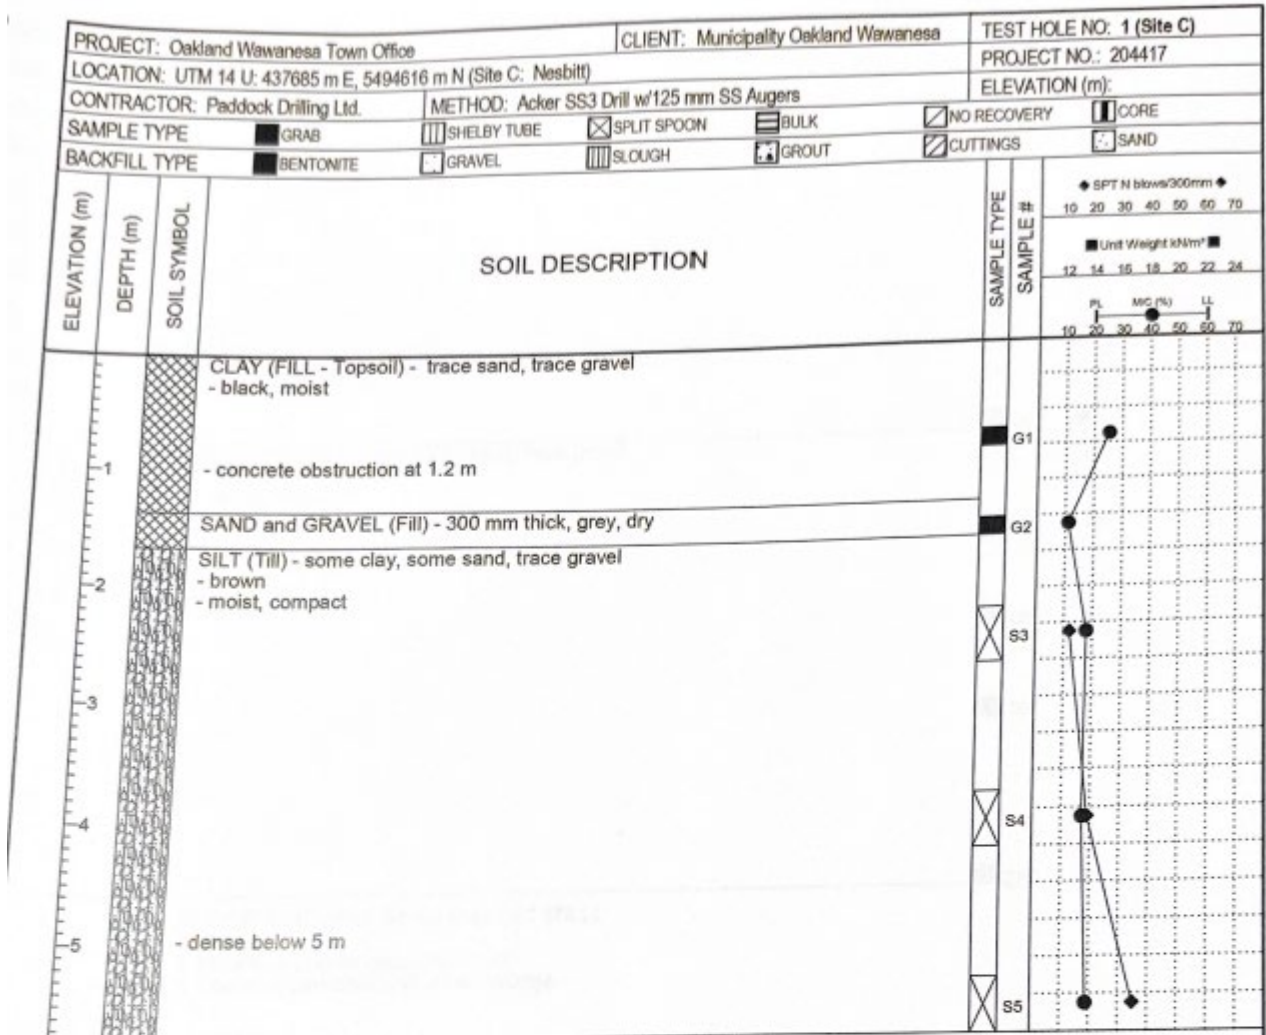 PROJECT: Oakland Wawanesa Town Office CLIENT: Municipality Oakland Wawanesa TEST HOLE NO: 1 (Site C)
LOCATION: UTM 14 U: 437685 m E, 5494616 m N (Site C: Nesbitt) PROJECT NO.: 204417
CONTRACTOR: Paddock Drilling Ltd. METHOD: Acker SS3 Drill w/125 mm SS Augers ELEVATION (m):
SAMPLE TYPE GRAB SHELBY TUBE SPLIT SPOON BULK NO RECOVERY CORE
BACKFILL TYPE BENTONITE GRAVEL SLOUGH GROUT CUTTINGS SAND
ELEVATION (m)
DEPTH (m)
SOIL SYMBOL
SOIL DESCRIPTION
SAMPLE TYPE
SAMPLE #
SPT N blows/300mm
10 20 30 40 50 60 70
Unit Weight kN/m³
12 14 16 18 20 22 24
PL M/C (%) LL
10 20 30 40 50 60 70
CLAY (FILL - Topsoil) - trace sand, trace gravel
- black, moist
G1
1
- concrete obstruction at 1.2 m
SAND and GRAVEL (Fill) - 300 mm thick, grey, dry
G2
SILT (Till) - some clay, some sand, trace gravel
2
- brown
- moist, compact
S3
3
4
S4
5
- dense below 5 m
S5